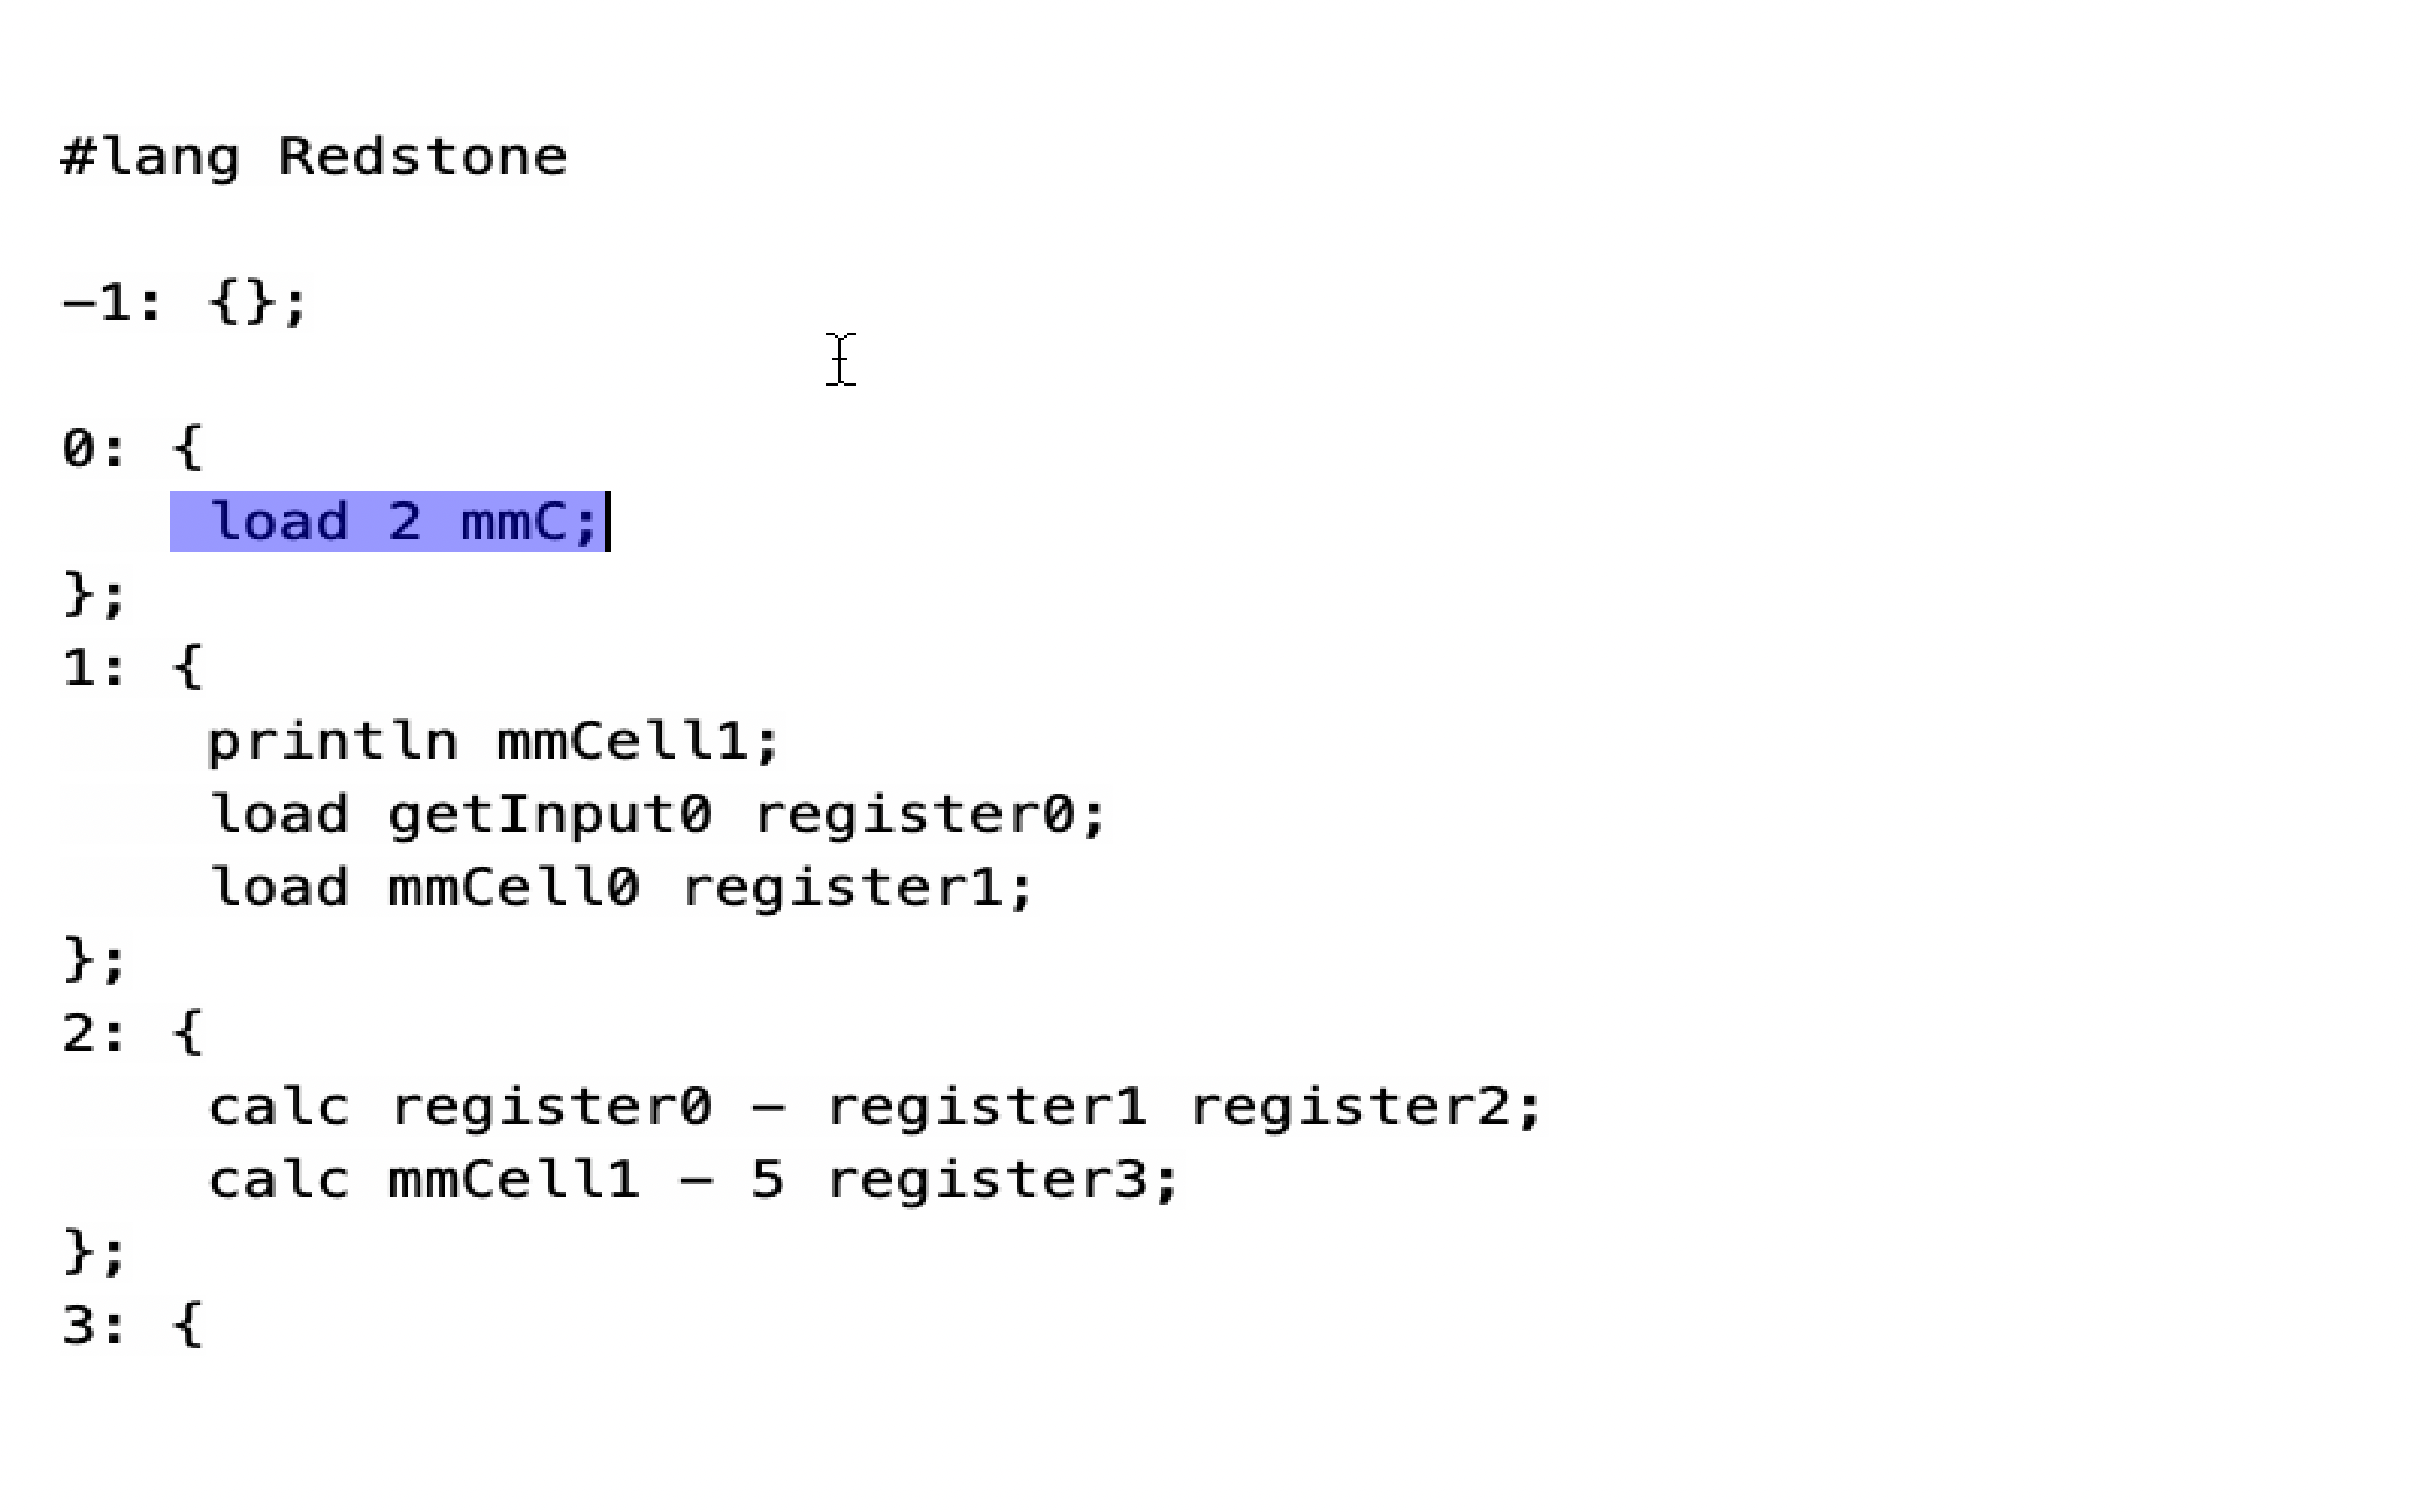 #lang Redstone
-1: {};
0: {
load 2 mmC;
};
1: {
println mmCell1;
load getInput0 register0;
load mmCell0 register1;
};
2: {
calc register0 - register1 register2;
calc mmCell1 - 5 register3;
};
3: {